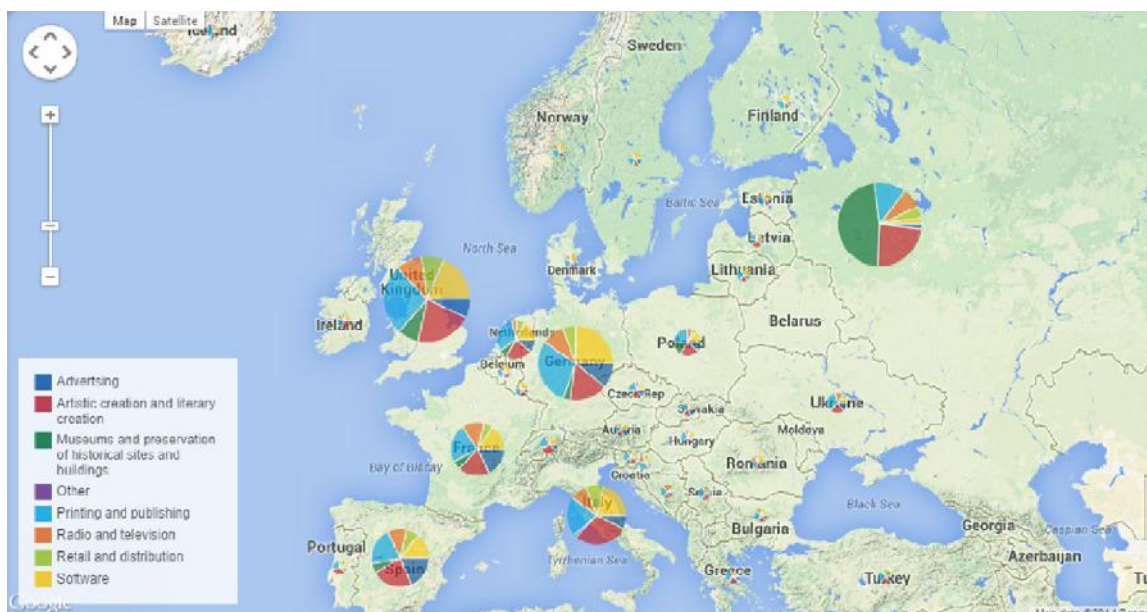 Map
Satellite
Iceland
Sweden
Norway
Finland
Baltic Sea
Estonia
Latvia
Lithuania
North Sea
United
Kingdom
Denmark
Ireland
Netherlands
Belarus
Belgium
Germany
Poland
Czech Rep
Ukraine
Slovakia
Moldova
Austria
Hungary
France
Bay of Biscay
Croatia
Romania
Serbia
Italy
Black Sea
Bulgaria
Georgia
Caspian Sea
Portugal
Spain
Tyrrhenian Sea
Azerbaijan
Greece
Turkey
Tu
Advertsing
Artistic creation and literary
creation
Museums and preservation
of historical sites and
buildings
Other
Printing and publishing
Radio and television
Retail and distribution
Software
Google